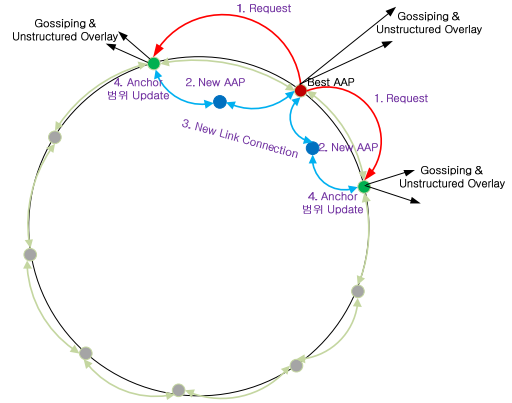 1. Request
Gossiping &
Unstructured Overlay
Gossiping &
Unstructured Overlay
Best AAP
4. Anchor
범위 Update
2. New AAP
1. Request
3. New Link Connection
2. New AAP
Gossiping &
Unstructured Overlay
4. Anchor
범위 Update